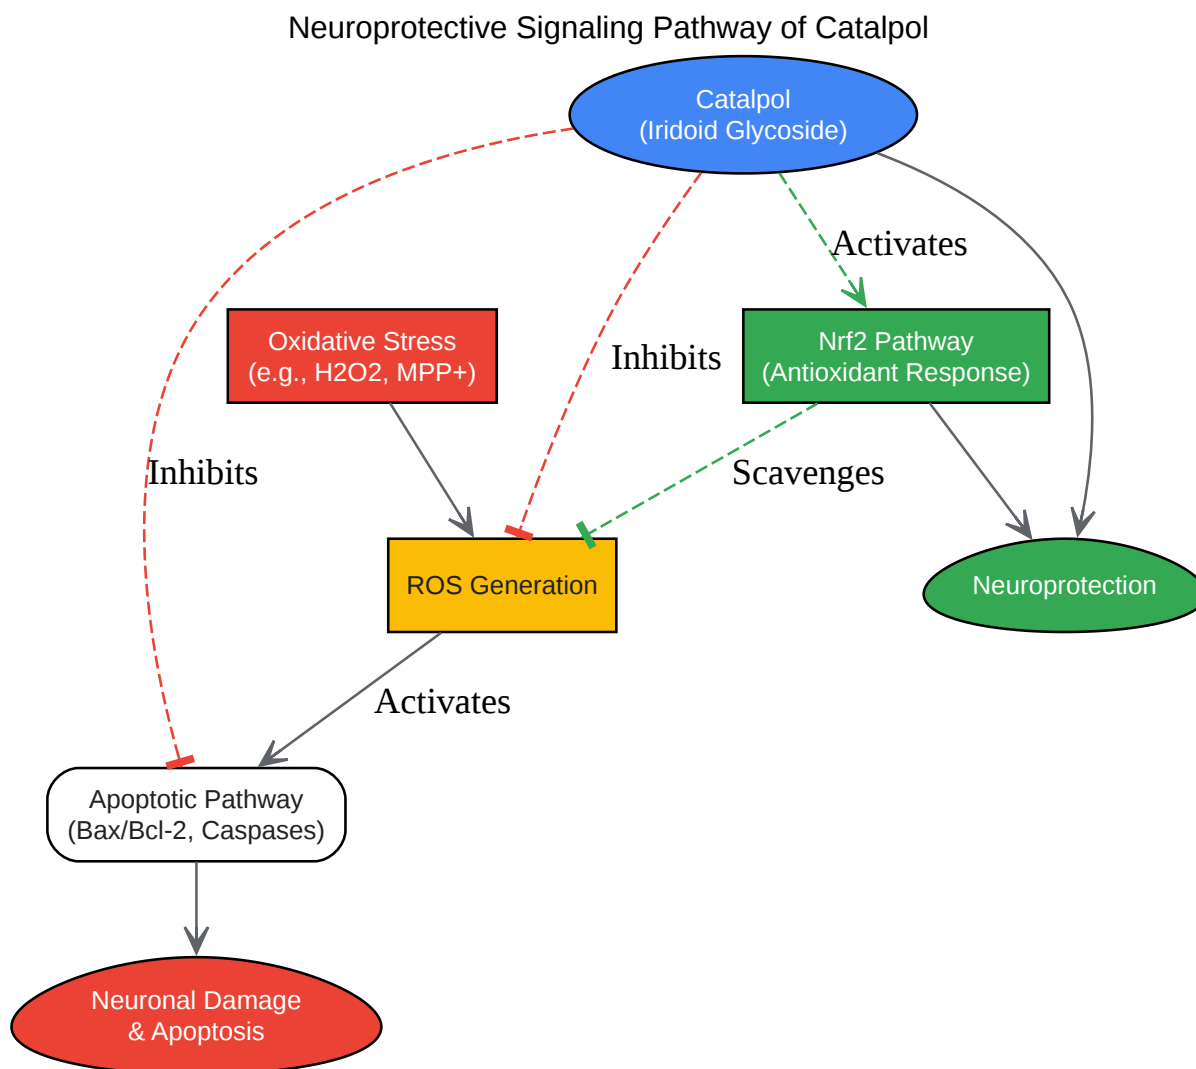 Neuroprotective Signaling Pathway of Catalpol
Catalpol
(Iridoid Glycoside)
Activates
Oxidative Stress
(e.g., H2O2, MPP+)
Inhibits
Nrf2 Pathway
(Antioxidant Response)
Inhibits
Scavenges
ROS Generation
Neuroprotection
Activates
Apoptotic Pathway
(Bax/Bcl-2, Caspases)
Neuronal Damage
& Apoptosis